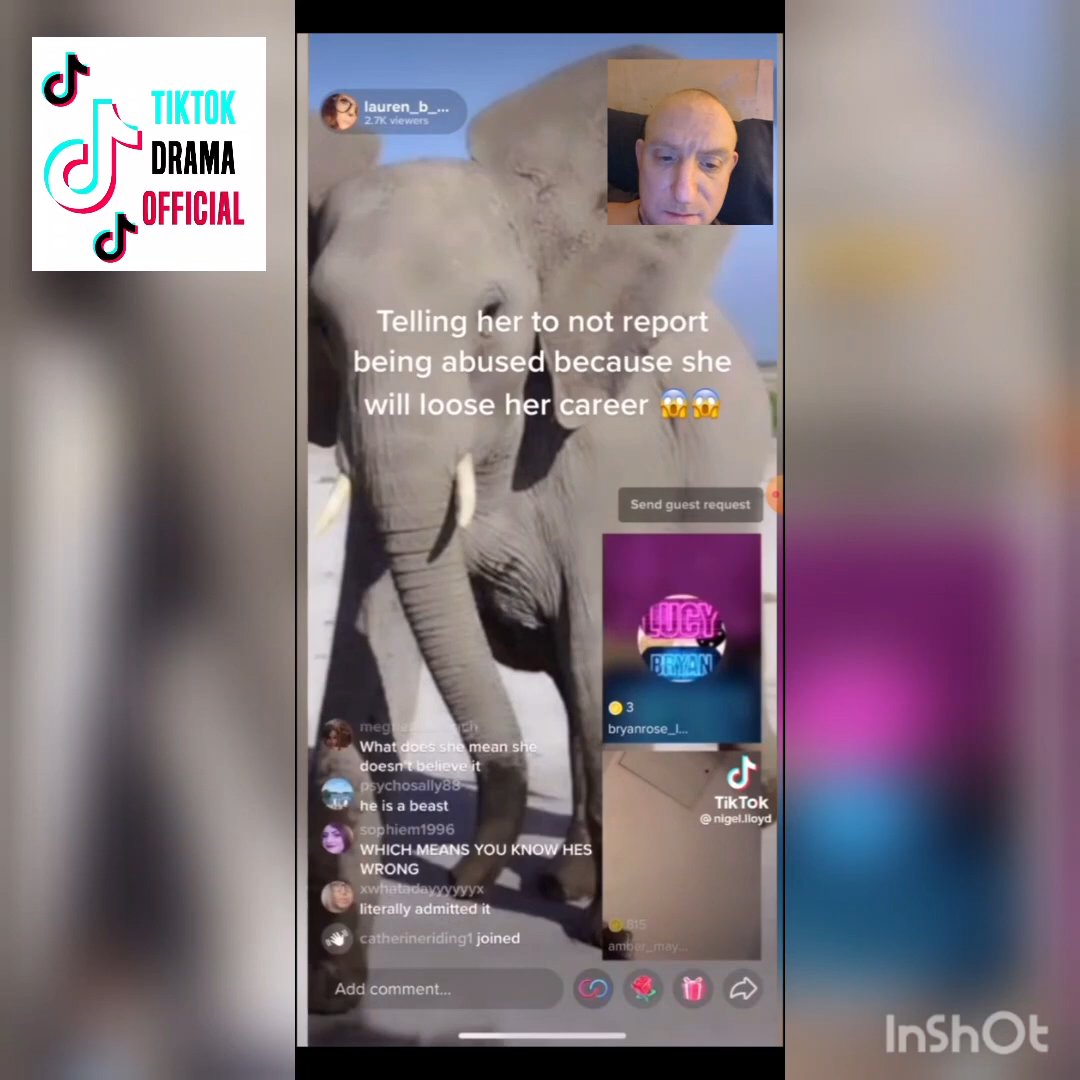 TIKTOK
DRAMA
OFFICIAL
lauren_b_...
2.7K viewers
Telling her to not report
being abused because she
will loose her career 😱😱
Send guest request
LUCY
BRYAN
3
bryanrose_l...
What does she mean she
doesn't believe it
psychosally88
he is a beast
sophiem1996
WHICH MEANS YOU KNOW HES
WRONG
xwhatadayyyyyyx
literally admitted it
catherineriding1 joined
TikTok
@nigel.lloyd
815
amber_may...
Add comment...
InShOt